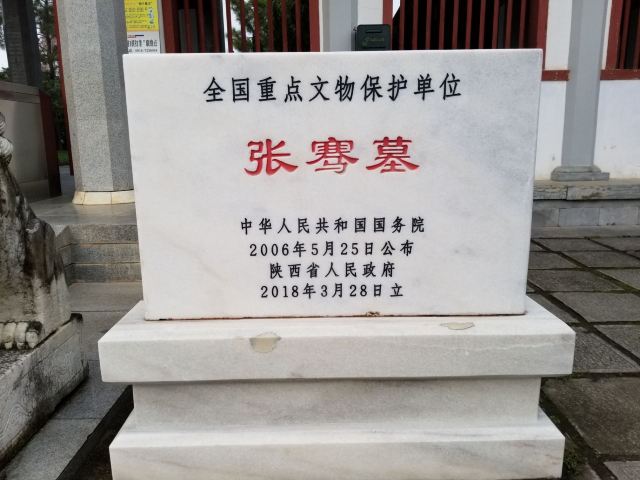 全国重点文物保护单位
张骞墓
中华人民共和国国务院
2006年5月25日公布
陕西省人民政府
2018年3月28日立